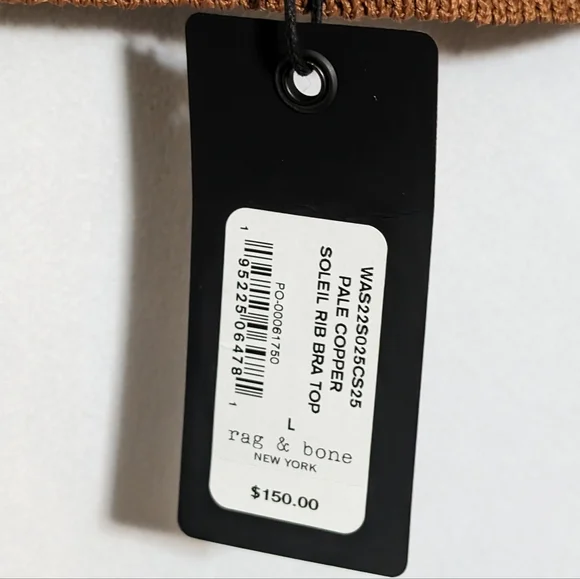 WAS22S025CS25
PALE COPPER
SOLEIL RIB BRA TOP
PO-00061750
1 95225 06478 1
L
rag & bone
NEW YORK
$150.00